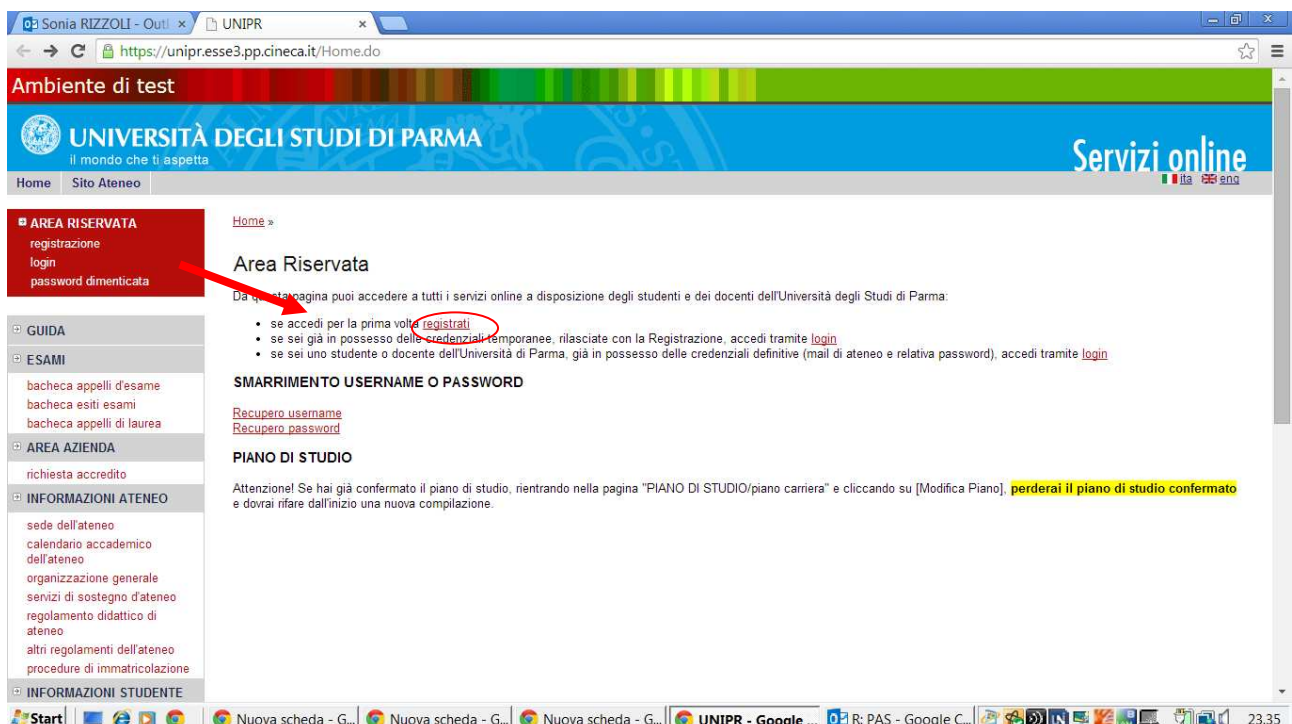 Sonia RIZZOLI - Outl
UNIPR
https://unipr.esse3.pp.cineca.it/Home.do
Ambiente di test
UNIVERSITÀ DEGLI STUDI DI PARMA
il mondo che ti aspetta
Servizi online
Home Sito Ateneo
ita eng
AREA RISERVATA
registrazione
login
password dimenticata
GUIDA
ESAMI
bacheca appelli d'esame
bacheca esiti esami
bacheca appelli di laurea
AREA AZIENDA
richiesta accredito
INFORMAZIONI ATENEO
sede dell'ateneo
calendario accademico
dell'ateneo
organizzazione generale
servizi di sostegno d'ateneo
regolamento didattico di
ateneo
altri regolamenti dell'ateneo
procedure di immatricolazione
INFORMAZIONI STUDENTE
Home »
Area Riservata
Da questa pagina puoi accedere a tutti i servizi online a disposizione degli studenti e dei docenti dell'Università degli Studi di Parma:
• se accedi per la prima volta registrati
• se sei già in possesso delle credenziali temporanee, rilasciate con la Registrazione, accedi tramite login
• se sei uno studente o docente dell'Università di Parma, già in possesso delle credenziali definitive (mail di ateneo e relativa password), accedi tramite login
SMARRIMENTO USERNAME O PASSWORD
Recupero username
Recupero password
PIANO DI STUDIO
Attenzione! Se hai già confermato il piano di studio, rientrando nella pagina "PIANO DI STUDIO/piano carriera" e cliccando su [Modifica Piano], perderai il piano di studio confermato
e dovrai rifare dall'inizio una nuova compilazione.
Start Nuova scheda - G... Nuova scheda - G... Nuova scheda - G... UNIPR - Google ... R: PAS - Google C... 23.35